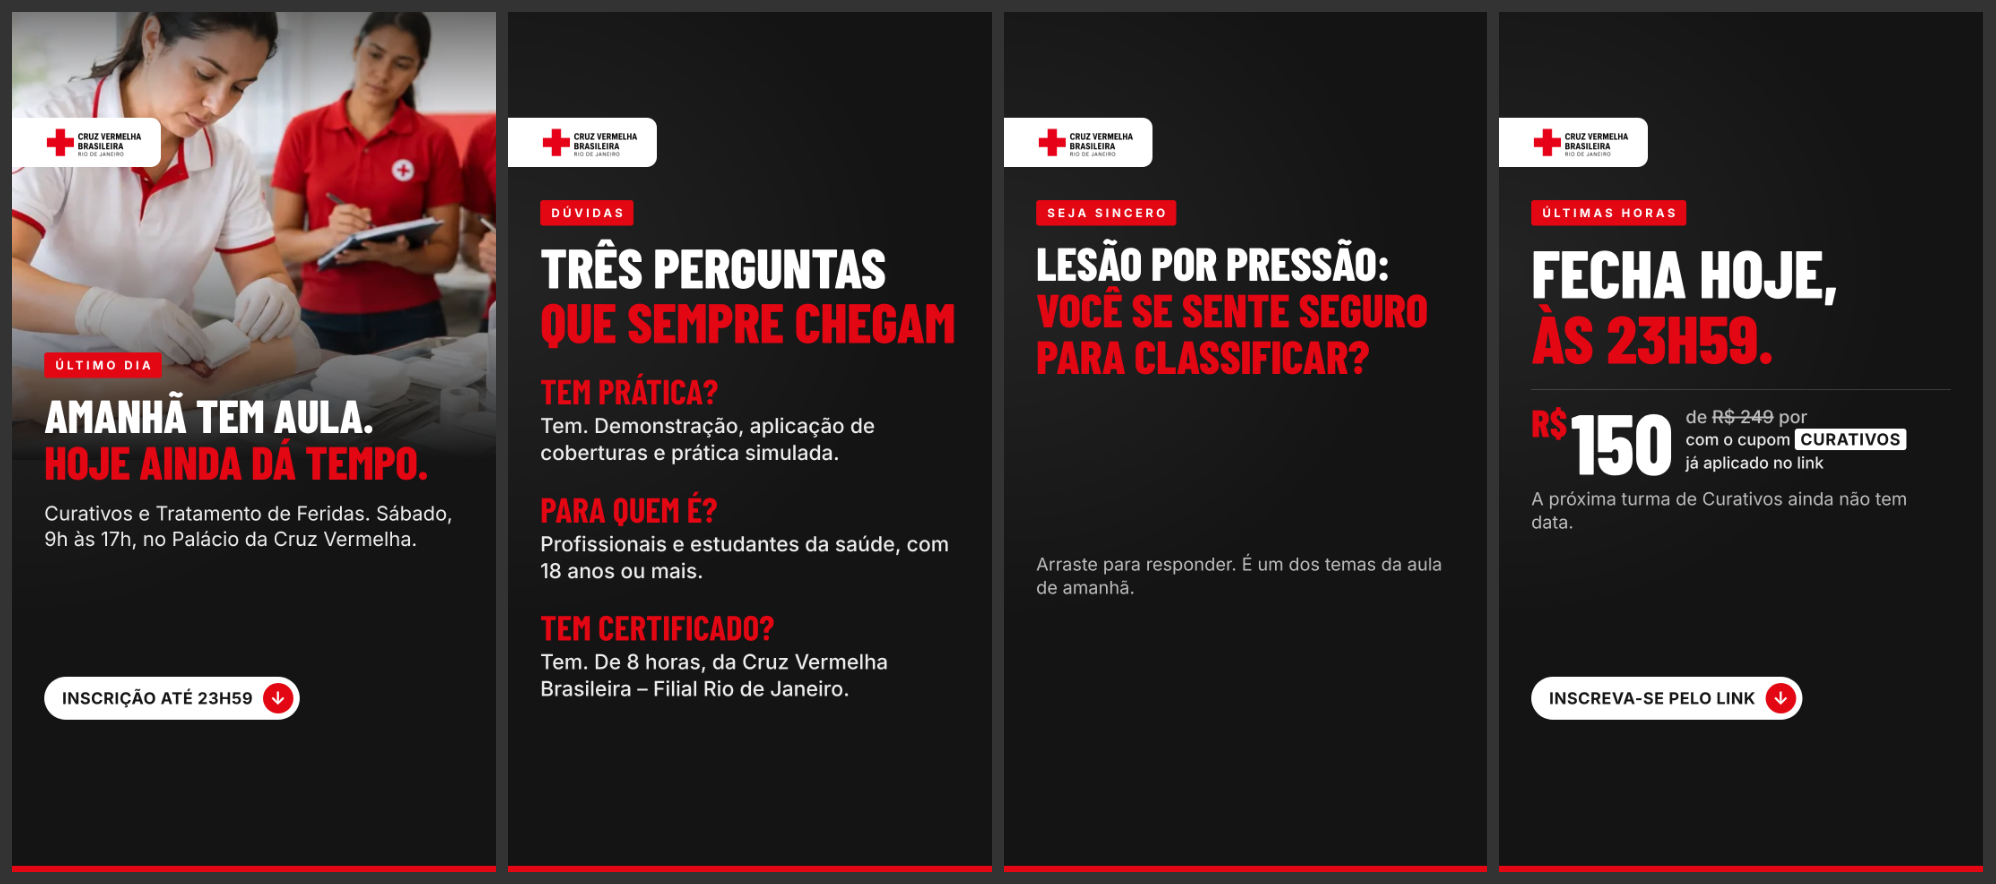 CRUZ VERMELHA
BRASILEIRA
RIO DE JANEIRO
ÚLTIMO DIA
AMANHÃ TEM AULA.
HOJE AINDA DÁ TEMPO.
Curativos e Tratamento de Feridas. Sábado,
9h às 17h, no Palácio da Cruz Vermelha.
INSCRIÇÃO ATÉ 23H59
CRUZ VERMELHA
BRASILEIRA
RIO DE JANEIRO
DÚVIDAS
TRÊS PERGUNTAS
QUE SEMPRE CHEGAM
TEM PRÁTICA?
Tem. Demonstração, aplicação de
coberturas e prática simulada.
PARA QUEM É?
Profissionais e estudantes da saúde, com
18 anos ou mais.
TEM CERTIFICADO?
Tem. De 8 horas, da Cruz Vermelha
Brasileira – Filial Rio de Janeiro.
CRUZ VERMELHA
BRASILEIRA
RIO DE JANEIRO
SEJA SINCERO
LESÃO POR PRESSÃO:
VOCÊ SE SENTE SEGURO
PARA CLASSIFICAR?
Arraste para responder. É um dos temas da aula
de amanhã.
CRUZ VERMELHA
BRASILEIRA
RIO DE JANEIRO
ÚLTIMAS HORAS
FECHA HOJE,
ÀS 23H59.
R$ 150
de R$ 249 por
com o cupom CURATIVOS
já aplicado no link
A próxima turma de Curativos ainda não tem
data.
INSCREVA-SE PELO LINK